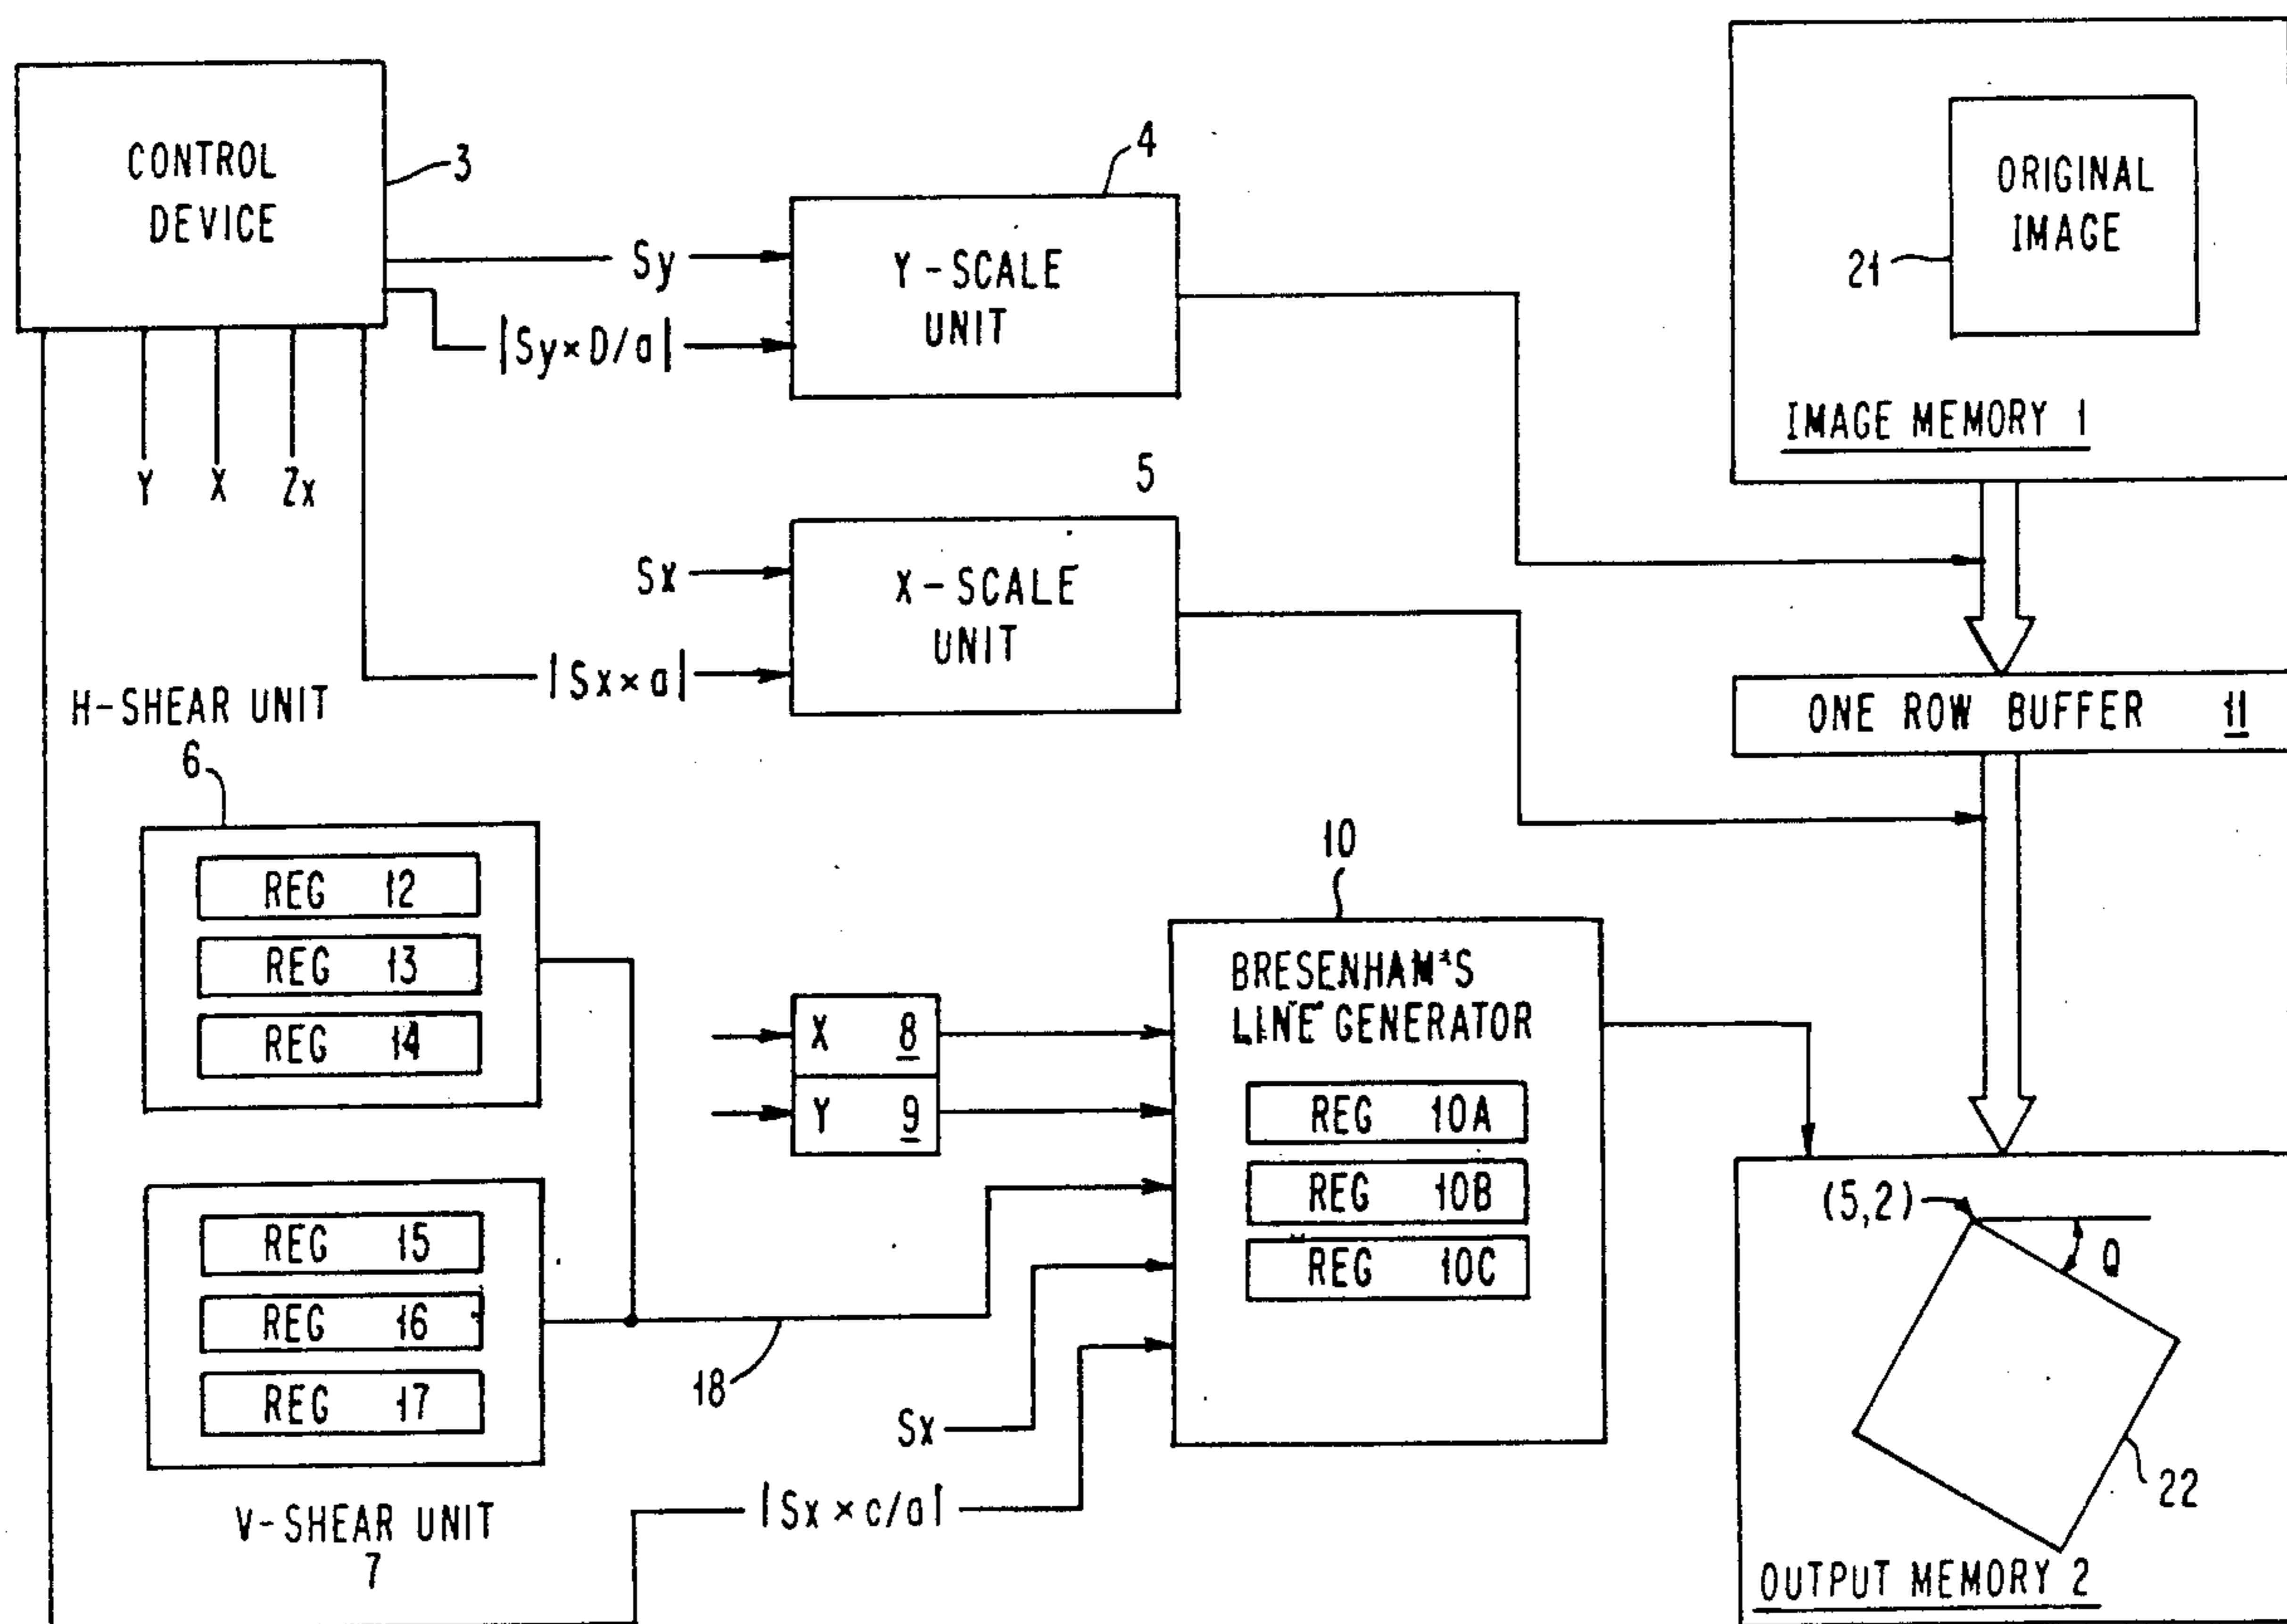 CONTROL
DEVICE
3
Sy
|Sy×D/a|
4
Y-SCALE
UNIT
ORIGINAL
IMAGE
21
IMAGE MEMORY 1
Y X Zx
5
Sx
|Sx×a|
X-SCALE
UNIT
ONE ROW BUFFER 11
H-SHEAR UNIT
6
REG 12
REG 13
REG 14
X 8
Y 9
10
BRESENHAM'S
LINE GENERATOR
REG 10A
REG 10B
REG 10C
REG 15
REG 16
REG 17
V-SHEAR UNIT
7
18
Sx
|Sx×c/a|
(5,2)
Q
22
OUTPUT MEMORY 2